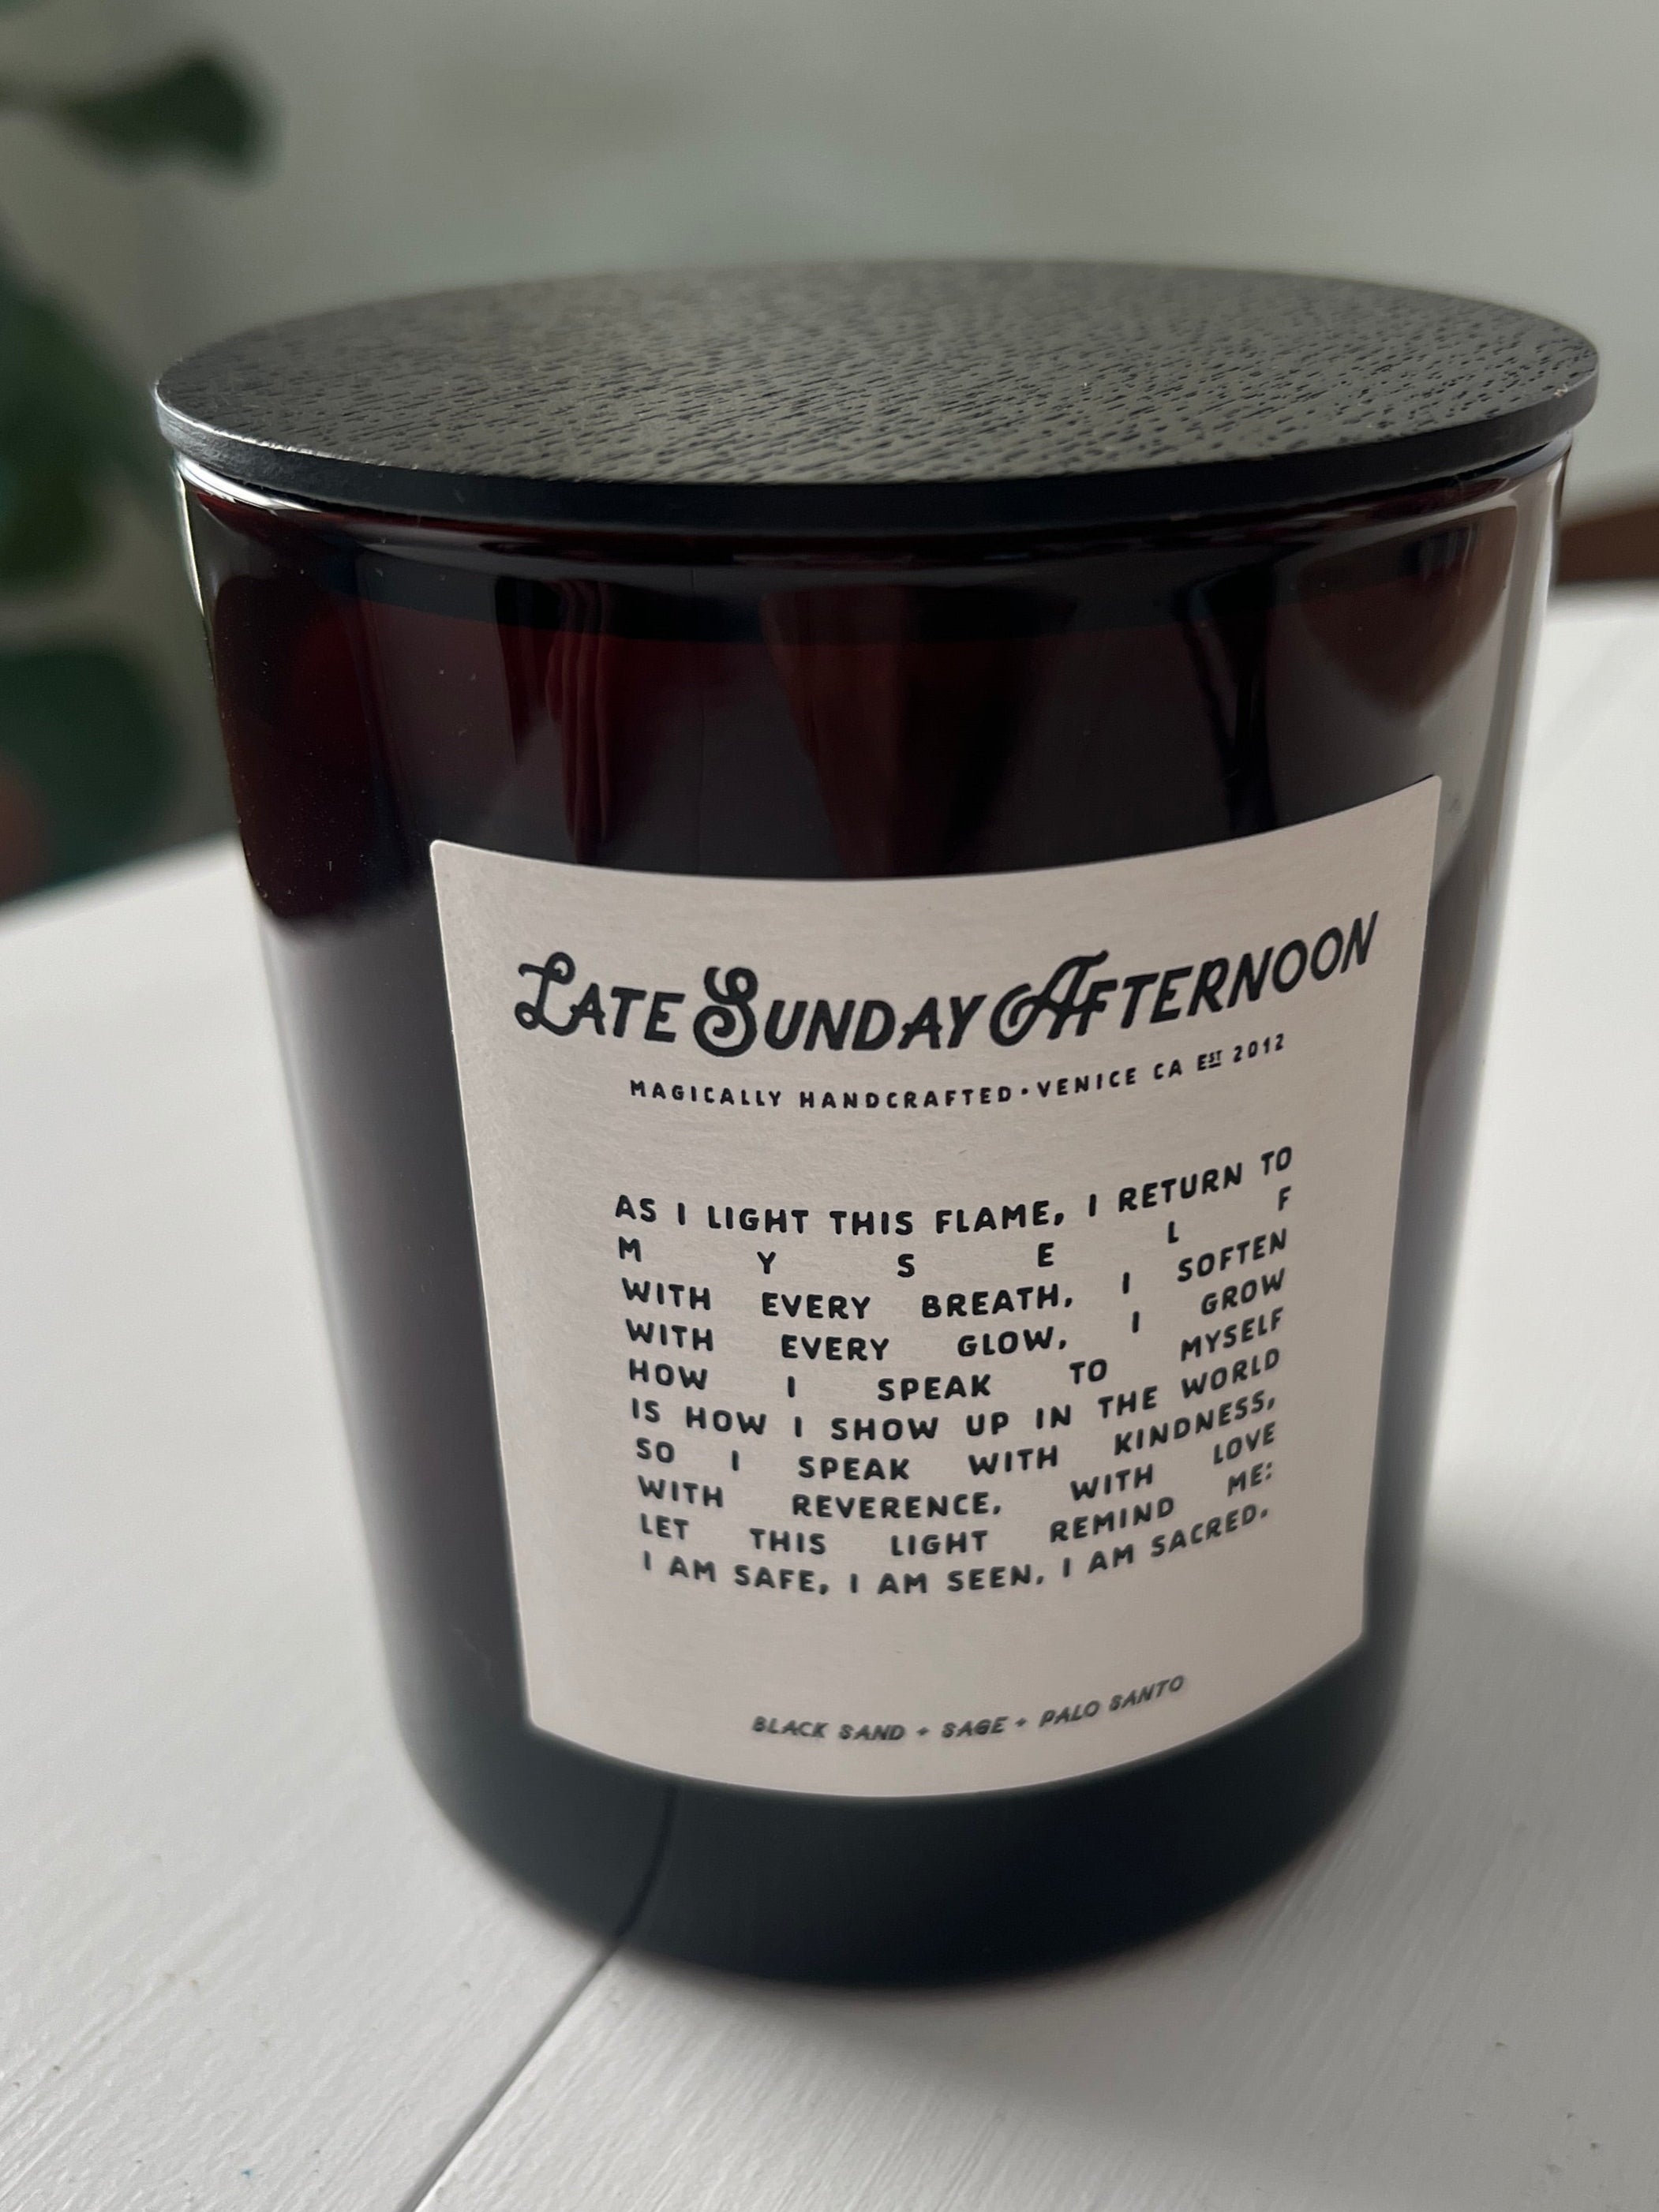 LATE SUNDAY AFTERNOON
MAGICALLY HANDCRAFTED • VENICE CA EST 2012
AS I LIGHT THIS FLAME, I RETURN TO
M Y S E L F
WITH EVERY BREATH, I SOFTEN
WITH EVERY GLOW, I GROW
HOW I SPEAK TO MYSELF
IS HOW I SHOW UP IN THE WORLD
SO I SPEAK WITH KINDNESS,
WITH REVERENCE, WITH LOVE
LET THIS LIGHT REMIND ME:
I AM SAFE, I AM SEEN, I AM SACRED.
BLACK SAND + SAGE + PALO SANTO